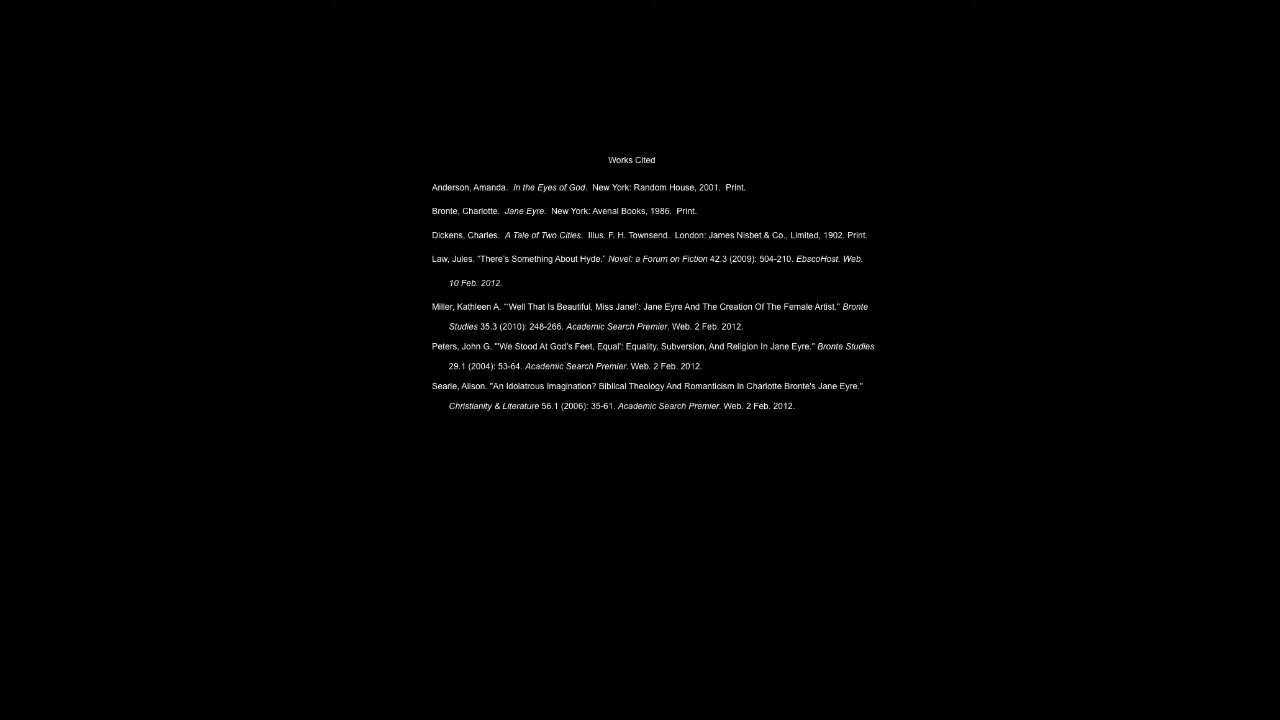 Works Cited
Anderson, Amanda.  In the Eyes of God.  New York: Random House, 2001.  Print.
Bronte, Charlotte.  Jane Eyre.  New York: Avenal Books, 1986.  Print.
Dickens, Charles.  A Tale of Two Cities.  Illus. F. H. Townsend.  London: James Nisbet & Co., Limited, 1902. Print.
Law, Jules. "There's Something About Hyde." Novel: a Forum on Fiction 42.3 (2009): 504-210. EbscoHost. Web.
10 Feb. 2012.
Miller, Kathleen A. "'Well That Is Beautiful, Miss Jane!': Jane Eyre And The Creation Of The Female Artist." Bronte
Studies 35.3 (2010): 248-266. Academic Search Premier. Web. 2 Feb. 2012.
Peters, John G. "'We Stood At God's Feet, Equal': Equality, Subversion, And Religion In Jane Eyre." Bronte Studies
29.1 (2004): 53-64. Academic Search Premier. Web. 2 Feb. 2012.
Searle, Alison. "An Idolatrous Imagination? Biblical Theology And Romanticism In Charlotte Bronte's Jane Eyre."
Christianity & Literature 56.1 (2006): 35-61. Academic Search Premier. Web. 2 Feb. 2012.